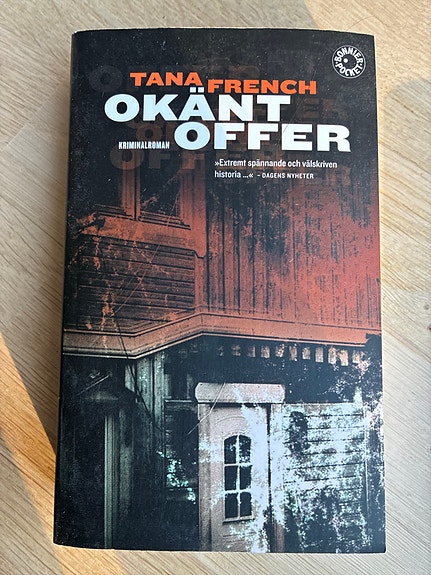 BONNIER
POCKET
TANA FRENCH
OKÄNT
OFFER
KRIMINALROMAN
»Extremt spännande och välskriven
historia ...« – DAGENS NYHETER